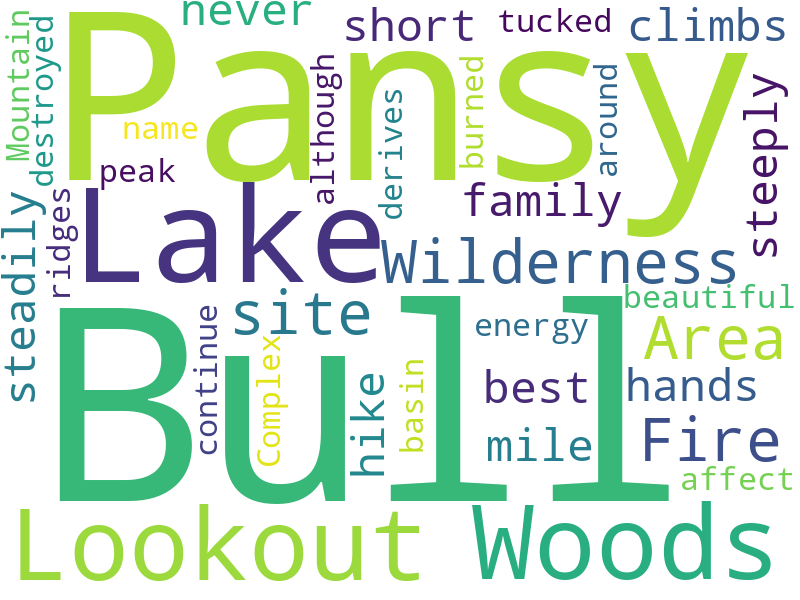 never
short
tucked
climbs
Mountain
destroyed
Pansy
name
peak
although
derives
burned
around
steeply
steadily
ridges
Lake
family
Wilderness
beautiful
site
energy
Area
Bull
continue
Complex
hike
basin
best
hands
mile
Fire
affect
Lookout
Woods